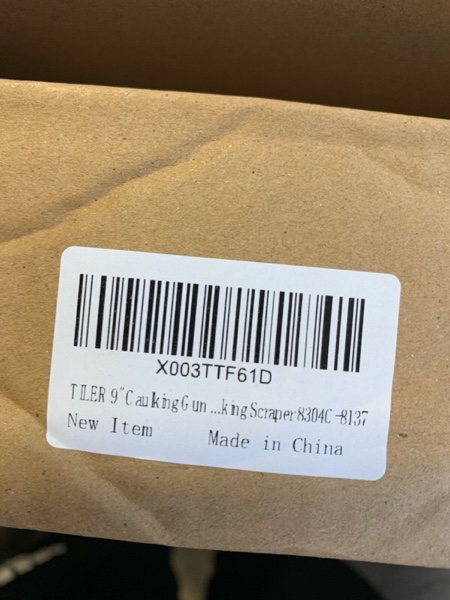 X003TTF61D
TILER 9"Caulking Gun ...king Scraper 8304C-8137
New Item Made in China